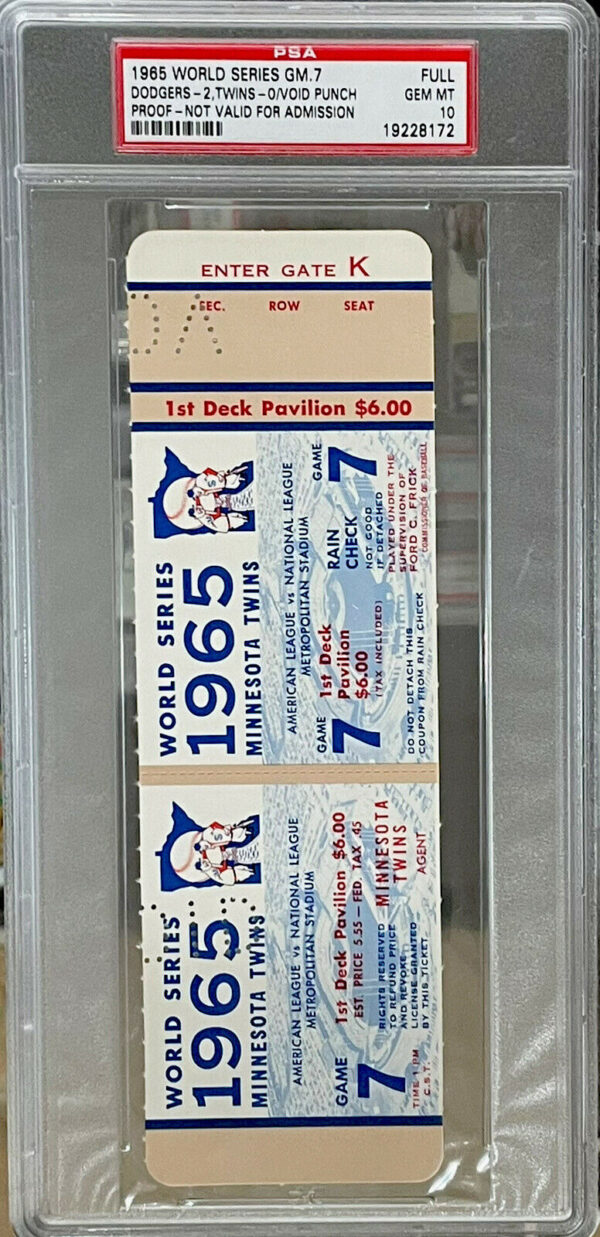 PSA
1965 WORLD SERIES GM.7 FULL
DODGERS-2,TWINS-0/VOID PUNCH GEM MT
PROOF-NOT VALID FOR ADMISSION 10
19228172
ENTER GATE K
SEC. ROW SEAT
1st Deck Pavilion $6.00
WORLD SERIES
1965
MINNESOTA TWINS
AMERICAN LEAGUE vs NATIONAL LEAGUE
METROPOLITAN STADIUM
GAME
7
1st Deck
Pavilion
$6.00
(TAX INCLUDED)
RAIN
CHECK
GAME
7
NOT GOOD
IF DETACHED
PLAYED UNDER THE
SUPERVISION OF
FORD C. FRICK
COMMISSIONER OF BASEBALL
DO NOT DETACH THIS
COUPON FROM RAIN CHECK
WORLD SERIES
1965
MINNESOTA TWINS
AMERICAN LEAGUE vs NATIONAL LEAGUE
METROPOLITAN STADIUM
GAME
7
1st Deck Pavilion $6.00
EST. PRICE 5.55 — FED. TAX .45
RIGHTS RESERVED
TO REFUND PRICE
AND REVOKE
LICENSE GRANTED
BY THIS TICKET
MINNESOTA
TWINS
AGENT
TIME 1 PM
C.S.T.